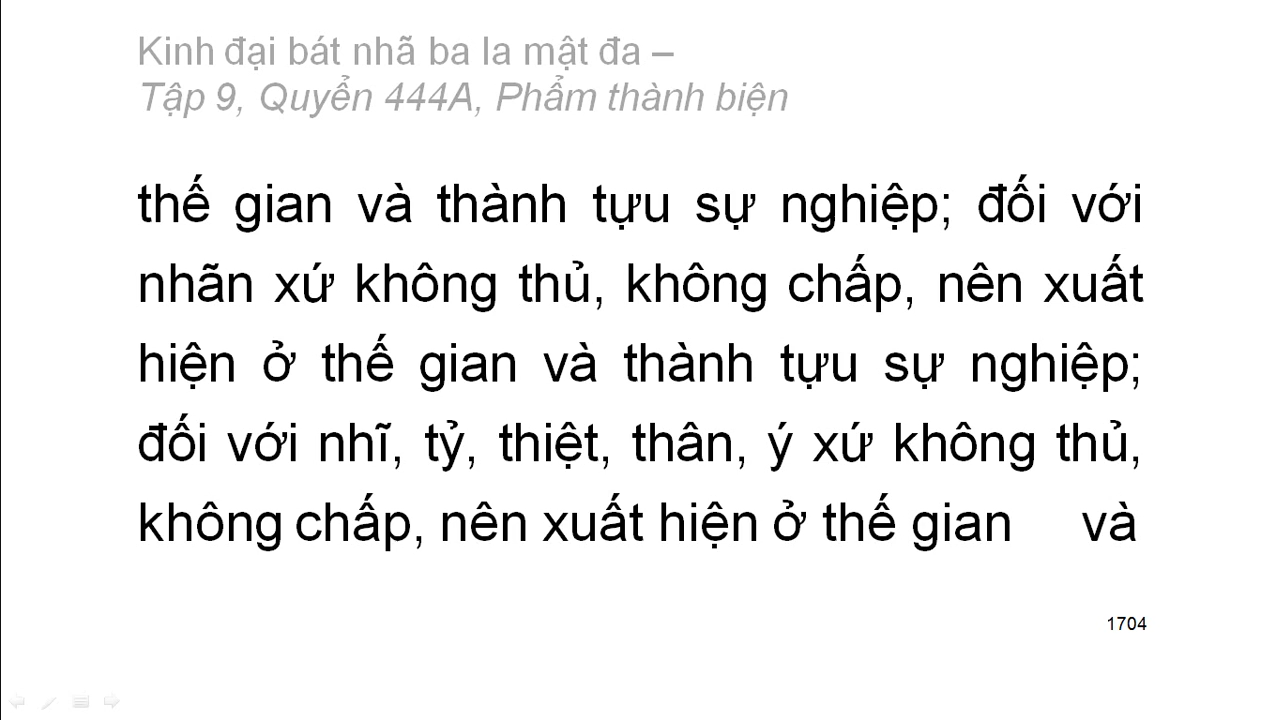 Kinh đại bát nhã ba la mật đa –
Tập 9, Quyển 444A, Phẩm thành biện
thế gian và thành tựu sự nghiệp; đối với
nhãn xứ không thủ, không chấp, nên xuất
hiện ở thế gian và thành tựu sự nghiệp;
đối với nhĩ, tỷ, thiệt, thân, ý xứ không thủ,
không chấp, nên xuất hiện ở thế gian và
1704